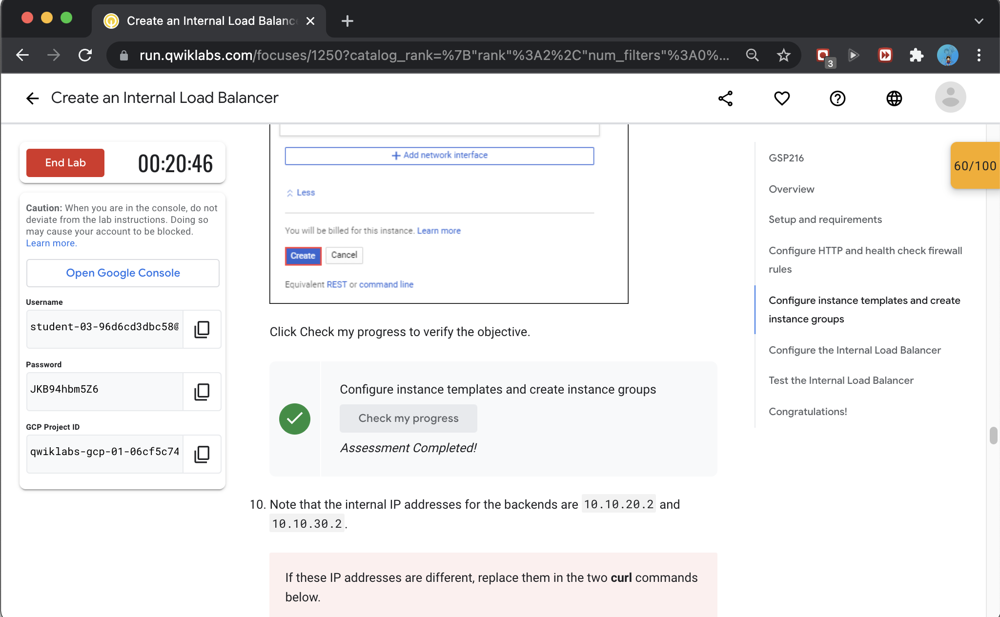 Create an Internal Load Balanc
run.qwiklabs.com/focuses/1250?catalog_rank=%7B"rank"%3A2%2C"num_filters"%3A0%...
3
Create an Internal Load Balancer
End Lab
00:20:46
Caution: When you are in the console, do not
deviate from the lab instructions. Doing so
may cause your account to be blocked.
Learn more.
Open Google Console
Username
student-03-96d6cd3dbc58@
Password
JKB94hbm5Z6
GCP Project ID
qwiklabs-gcp-01-06cf5c74
Add network interface
Less
You will be billed for this instance. Learn more
Create
Cancel
Equivalent REST or command line
Click Check my progress to verify the objective.
Configure instance templates and create instance groups
Check my progress
Assessment Completed!
10. Note that the internal IP addresses for the backends are 10.10.20.2 and
10.10.30.2.
If these IP addresses are different, replace them in the two curl commands
below.
GSP216
Overview
Setup and requirements
Configure HTTP and health check firewall
rules
Configure instance templates and create
instance groups
Configure the Internal Load Balancer
Test the Internal Load Balancer
Congratulations!
60/100